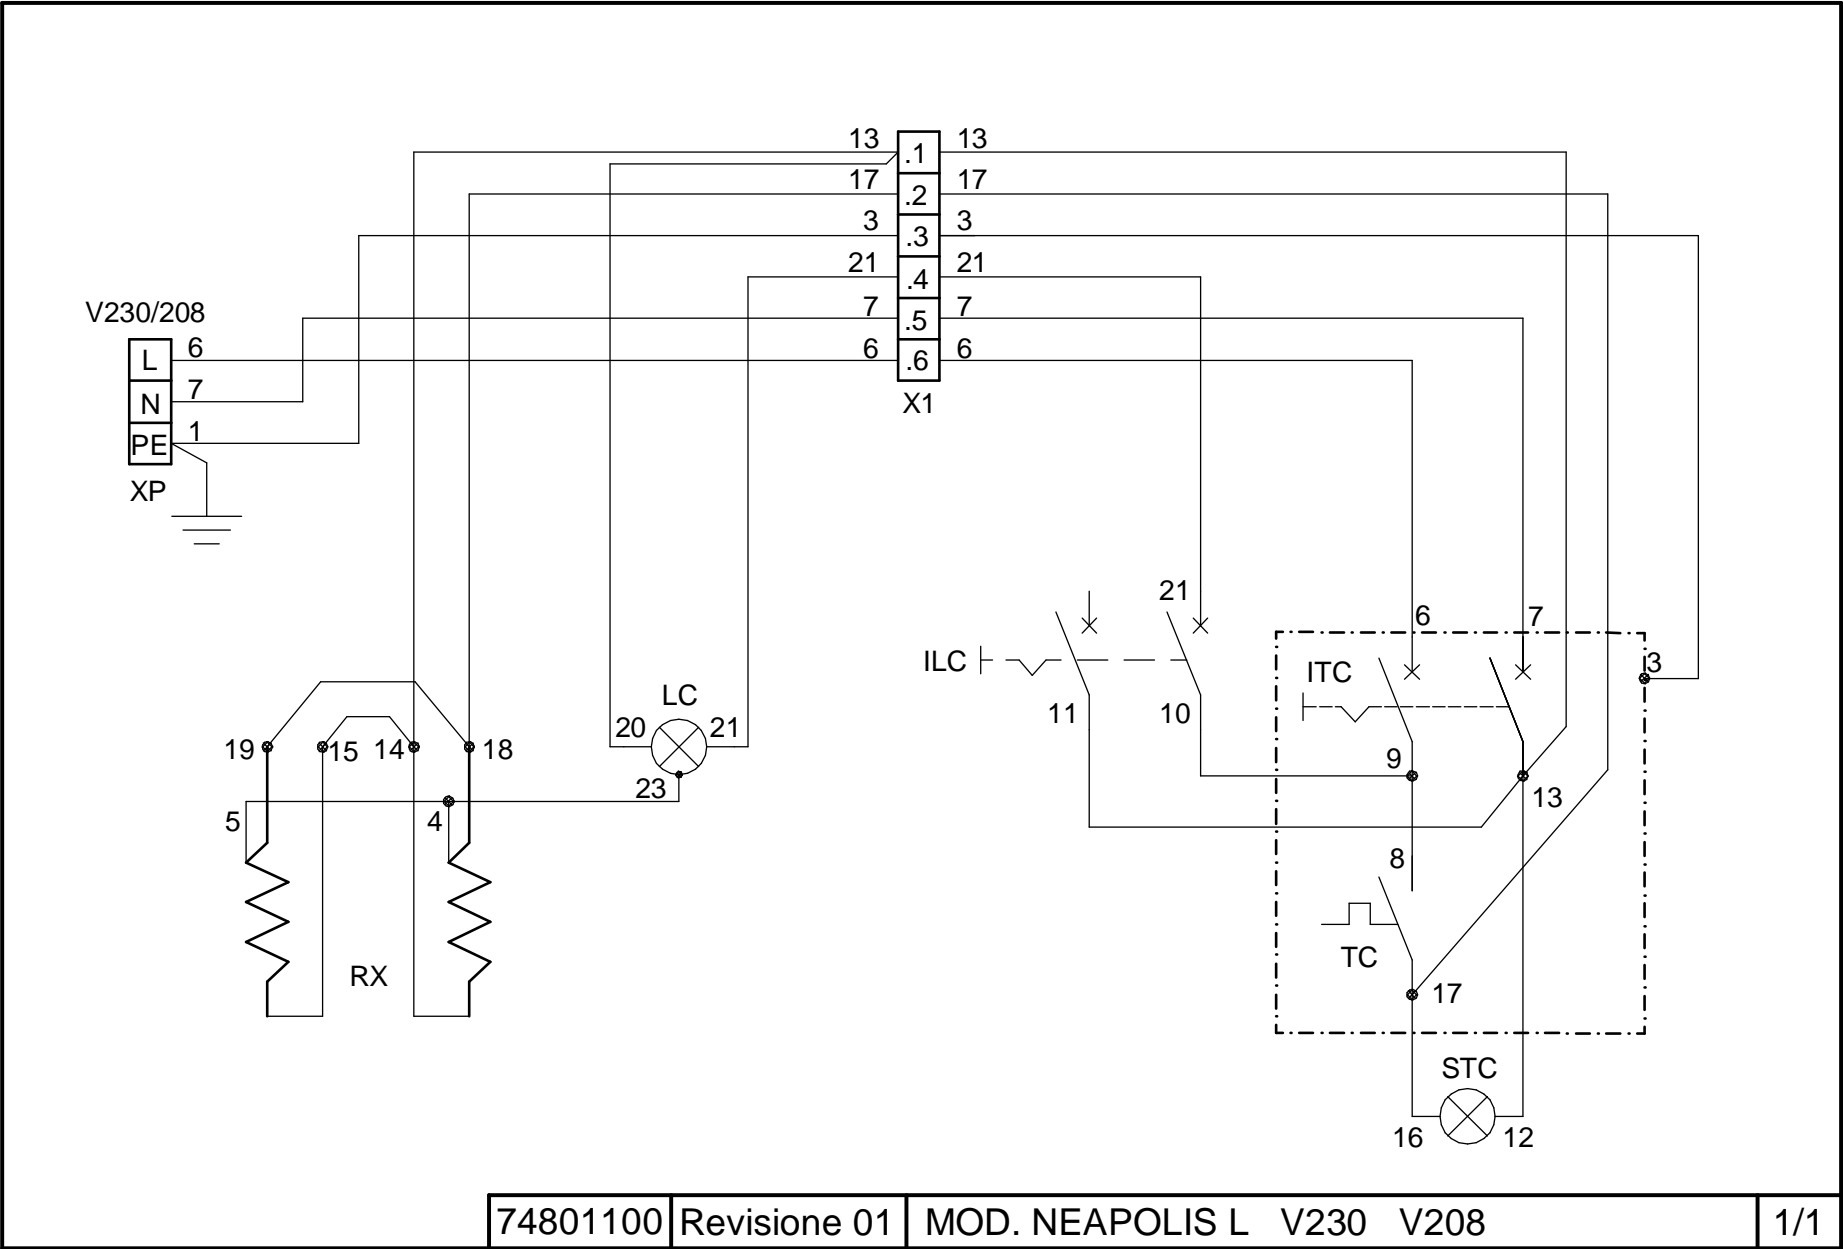 13 .1 13
17 .2 17
3 .3 3
21 .4 21
7 .5 7
6 .6 6
X1
V230/208
L 6
N 7
PE 1
XP
21
ILC
11 10
6 7
ITC 3
9
13
8
TC
17
STC
16 12
LC
20 21
23
19 15 14 18
5 4
RX
74801100 Revisione 01 MOD. NEAPOLIS L V230 V208 1/1